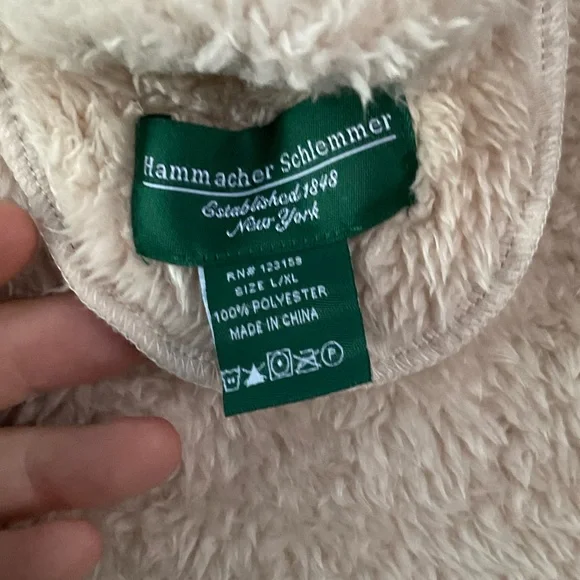 Hammacher Schlemmer
Established 1848
New York
RN# 123159
SIZE L/XL
100% POLYESTER
MADE IN CHINA
P